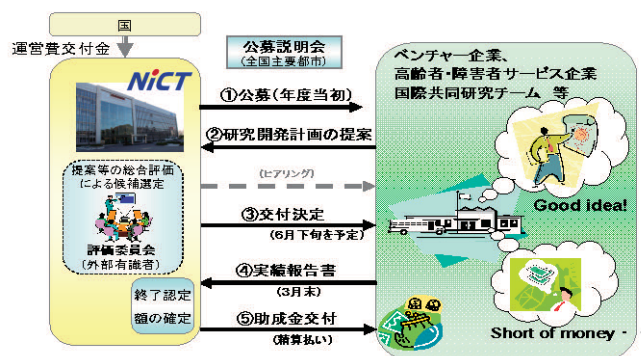 国
運営費交付金
NiCT
公募説明会
(全国主要都市)
ベンチャー企業、
高齢者・障害者サービス企業
国際共同研究チーム 等
①公募(年度当初)
②研究開発計画の提案
提案等の総合評価
による候補選定
評価委員会
(外部有識者)
(ヒアリング)
③交付決定
(6月下旬を予定)
Good idea!
④実績報告書
(3月末)
終了認定
額の確定
⑤助成金交付
(精算払い)
Short of money -